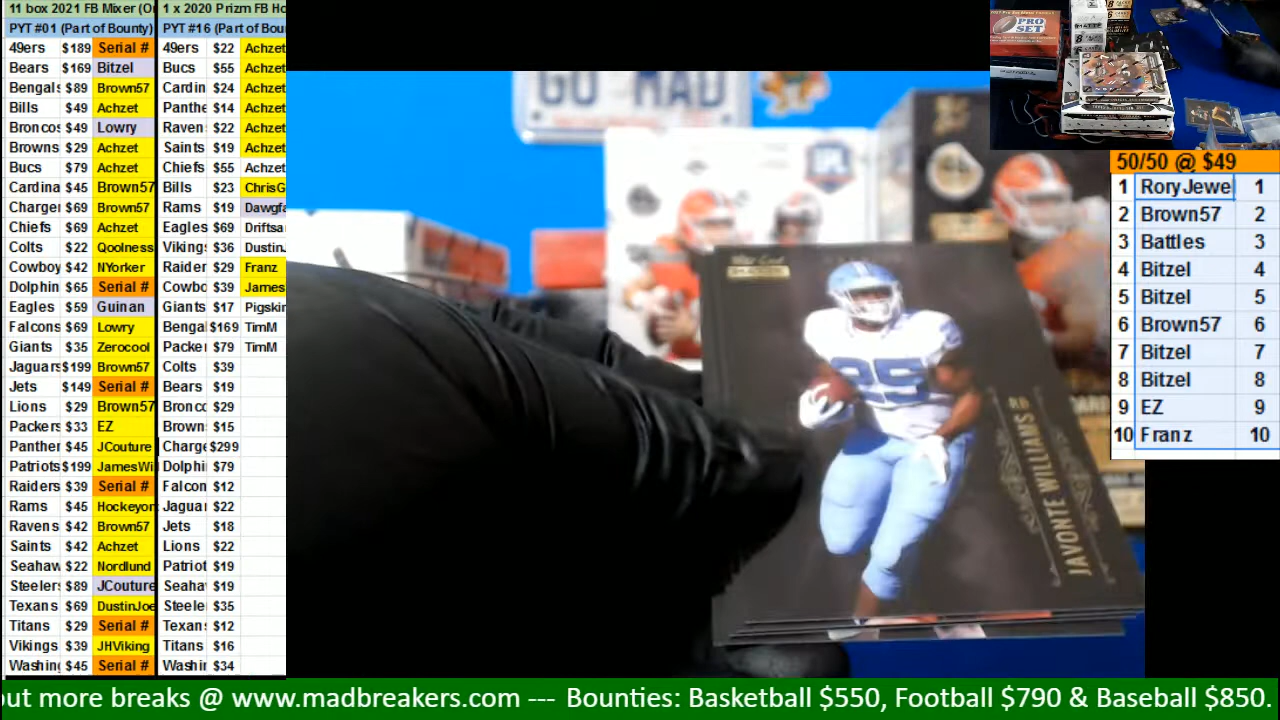 11 box 2021 FB Mixer (O
PYT #01 (Part of Bounty)
49ers $189 Serial #
Bears $169 Bitzel
Bengals $89 Brown57
Bills $49 Achzet
Broncos $49 Lowry
Browns $29 Achzet
Bucs $79 Achzet
Cardina $45 Brown57
Charge $69 Brown57
Chiefs $69 Achzet
Colts $22 Qoolness
Cowboy $42 NYorker
Dolphin $65 Serial #
Eagles $59 Guinan
Falcons $69 Lowry
Giants $35 Zerocool
Jaguars $199 Brown57
Jets $149 Serial #
Lions $29 Brown57
Packers $33 EZ
Panther $45 JCouture
Patriots $199 JamesWil
Raiders $39 Serial #
Rams $45 Hockeyon
Ravens $42 Brown57
Saints $42 Achzet
Seahaw $22 Nordlund
Steelers $89 JCouture
Texans $69 DustinJoe
Titans $29 Serial #
Vikings $39 JHViking
Washing $45 Serial #
1 x 2020 Prizm FB Ho
PYT #16 (Part of Bou
49ers $22 Achzet
Bucs $55 Achzet
Cardin $24 Achzet
Panthe $14 Achzet
Raven $22 Achzet
Saints $19 Achzet
Chiefs $55 Achzet
Bills $23 ChrisG
Rams $19 Dawgfa
Eagles $69 Driftsa
Viking $36 DustinJ
Raider $29 Franz
Cowbo $39 James
Giants $17 Pigskin
Bengal $169 TimM
Packe $79 TimM
Colts $39
Bears $19
Bronco $29
Brown $15
Charge $299
Dolphi $79
Falcon $12
Jaguar $22
Jets $18
Lions $22
Patriot $19
Seaha $19
Steele $35
Texan $12
Titans $16
Washi $34
GO MAD
PRO
SET
JAVONTE WILLIAMS RB
50/50 @ $49
1 RoryJewel 1
2 Brown57 2
3 Battles 3
4 Bitzel 4
5 Bitzel 5
6 Brown57 6
7 Bitzel 7
8 Bitzel 8
9 EZ 9
10 Franz 10
out more breaks @ www.madbreakers.com --- Bounties: Basketball $550, Football $790 & Baseball $850.